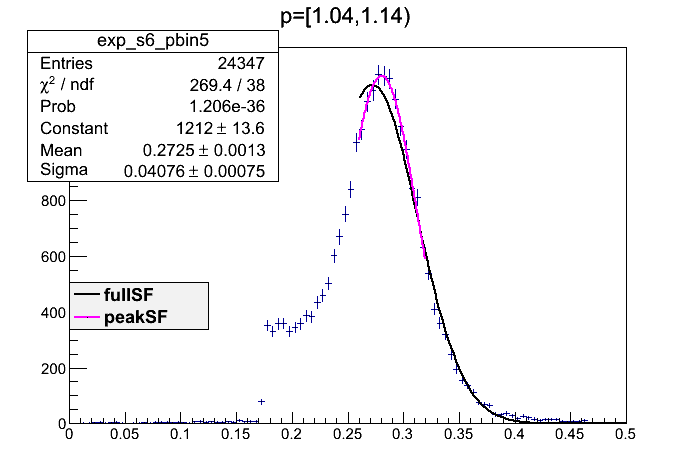 p=[1.04,1.14)
exp_s6_pbin5
Entries 24347
χ² / ndf 269.4 / 38
Prob 1.206e-36
Constant 1212 ± 13.6
Mean 0.2725 ± 0.0013
Sigma 0.04076 ± 0.00075
800
600
400
200
0
fullSF
peakSF
0 0.05 0.1 0.15 0.2 0.25 0.3 0.35 0.4 0.45 0.5